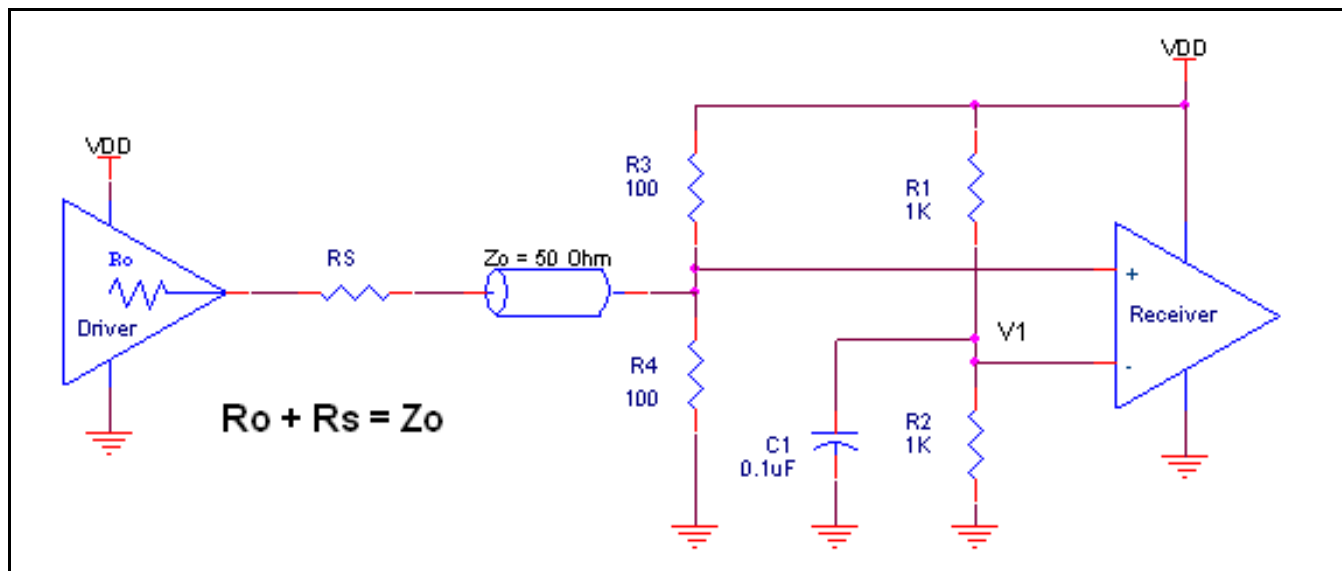 VDD
VDD
R3
100
R1
1K
Ro
RS
Zo = 50 Ohm
+
Driver
Receiver
V1
-
R4
100
Ro + Rs = Zo
C1
0.1uF
R2
1K